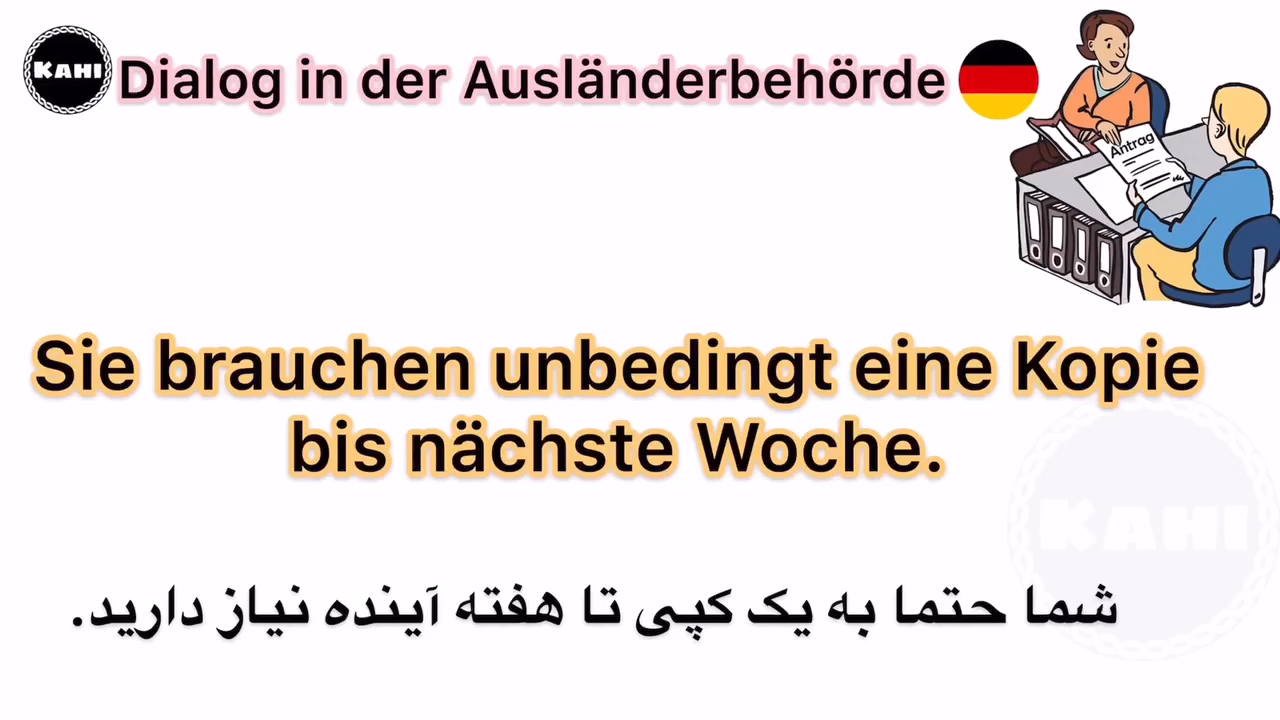 KAHI
Dialog in der Ausländerbehörde
Antrag
Sie brauchen unbedingt eine Kopie
bis nächste Woche.
KAHI
شما حتما به یک کپی تا هفته آینده نیاز دارید.